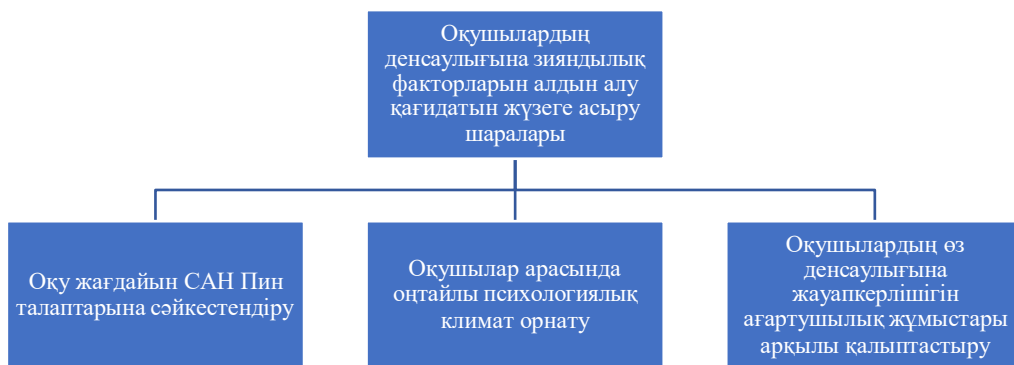 Оқушылардың
денсаулығына зияндылық
факторларын алдын алу
қағидатын жүзеге асыру
шаралары
Оқу жағдайын САН Пин
талаптарына сәйкестендіру
Оқушылар арасында
оңтайлы психологиялық
климат орнату
Оқушылардың өз
денсаулығына
жауапкерлішігін
ағартушылық жұмыстары
арқылы қалыптастыру